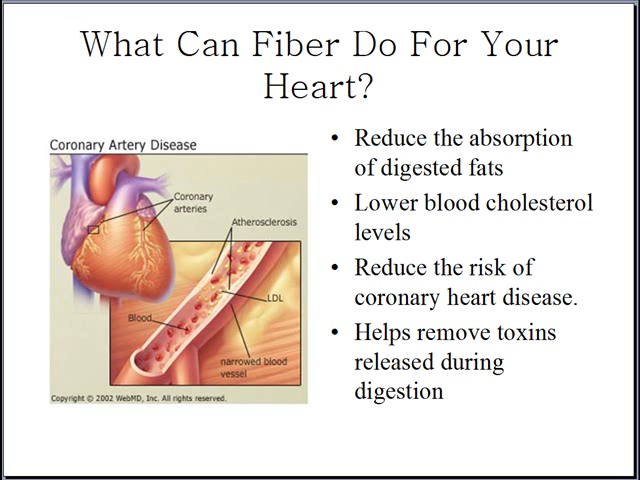 What Can Fiber Do For Your
Heart?
Coronary Artery Disease
Coronary
arteries
Atherosclerosis
LDL
Blood
narrowed blood
vessel
Copyright © 2002 WebMD, Inc. All rights reserved.
• Reduce the absorption
of digested fats
• Lower blood cholesterol
levels
• Reduce the risk of
coronary heart disease.
• Helps remove toxins
released during
digestion